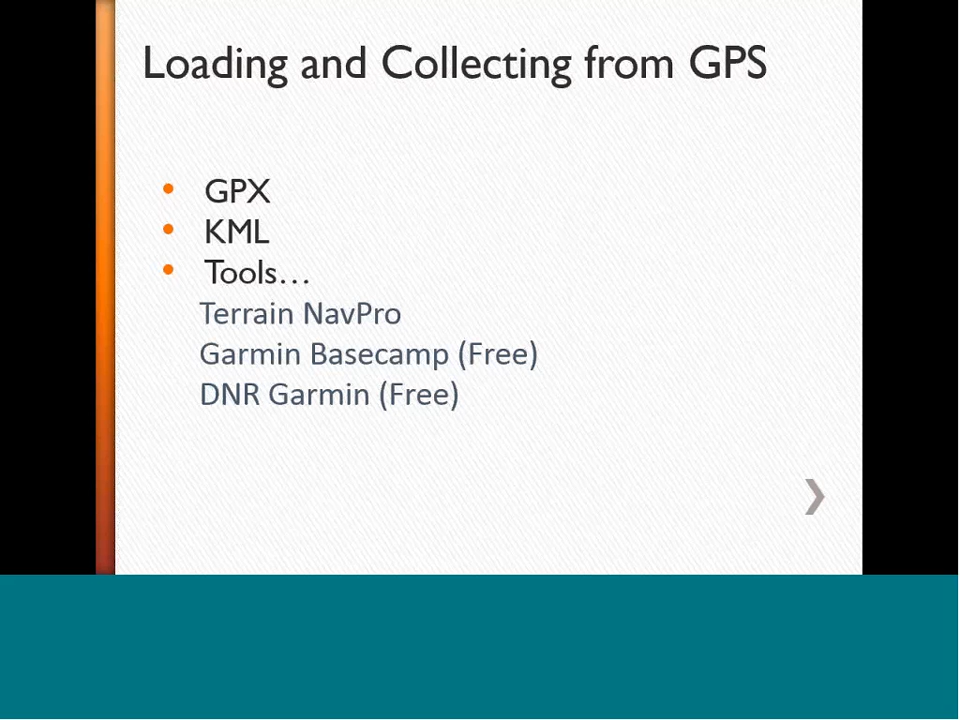 Loading and Collecting from GPS
• GPX
• KML
• Tools…
Terrain NavPro
Garmin Basecamp (Free)
DNR Garmin (Free)